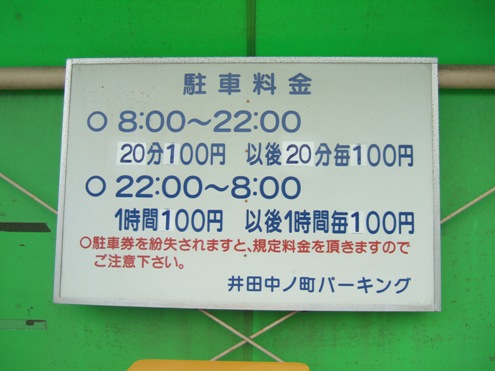 駐車料金
○ 8:00～22:00
20分100円 以後20分毎100円
○ 22:00～8:00
1時間100円 以後1時間毎100円
○駐車券を紛失されますと、規定料金を頂きますので
ご注意下さい。
井田中ノ町パーキング